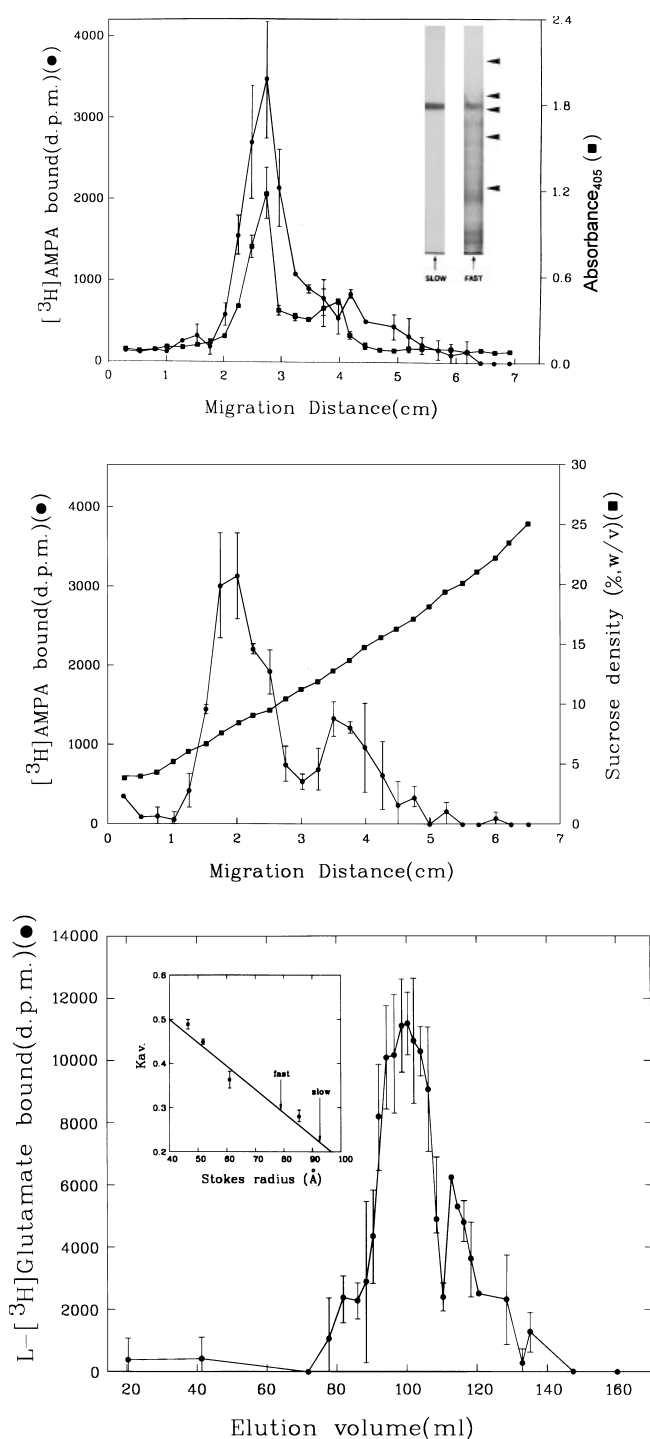 [³H]AMPA bound(d.p.m.)(●)
4000
3000
2000
1000
0
0 1 2 3 4 5 6 7
Migration Distance(cm)
2.4
1.8
1.2
0.6
0.0
Absorbance₄₀₅ (■)
SLOW FAST
[³H]AMPA bound(d.p.m.)(●)
4000
3000
2000
1000
0
0 1 2 3 4 5 6 7
Migration Distance(cm)
30
25
20
15
10
5
0
Sucrose density (%,w/v)(■)
L-[³H]Glutamate bound(d.p.m.)(●)
14000
12000
10000
8000
6000
4000
2000
0
20 40 60 80 100 120 140 160
Elution volume(ml)
Kav.
0.6
0.5
0.4
0.3
0.2
fast
slow
40 50 60 70 80 90 100
Stokes radius (Å)